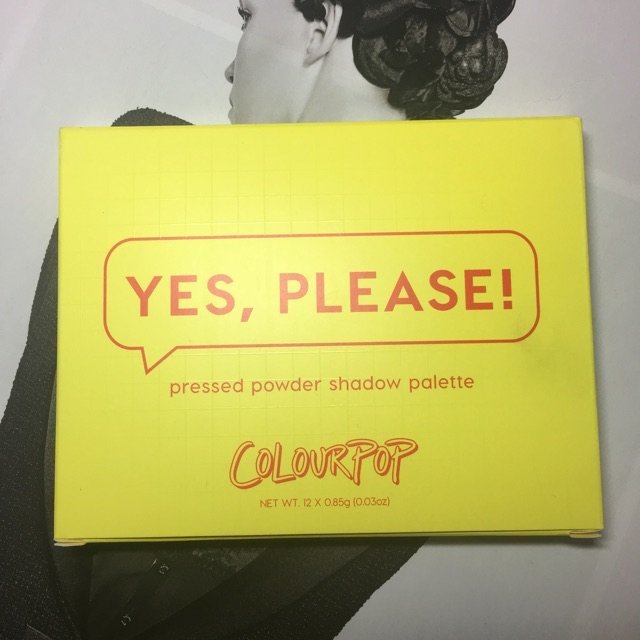 YES, PLEASE!
pressed powder shadow palette
COLOURPOP
NET WT. 12 X 0.85g (0.03oz)